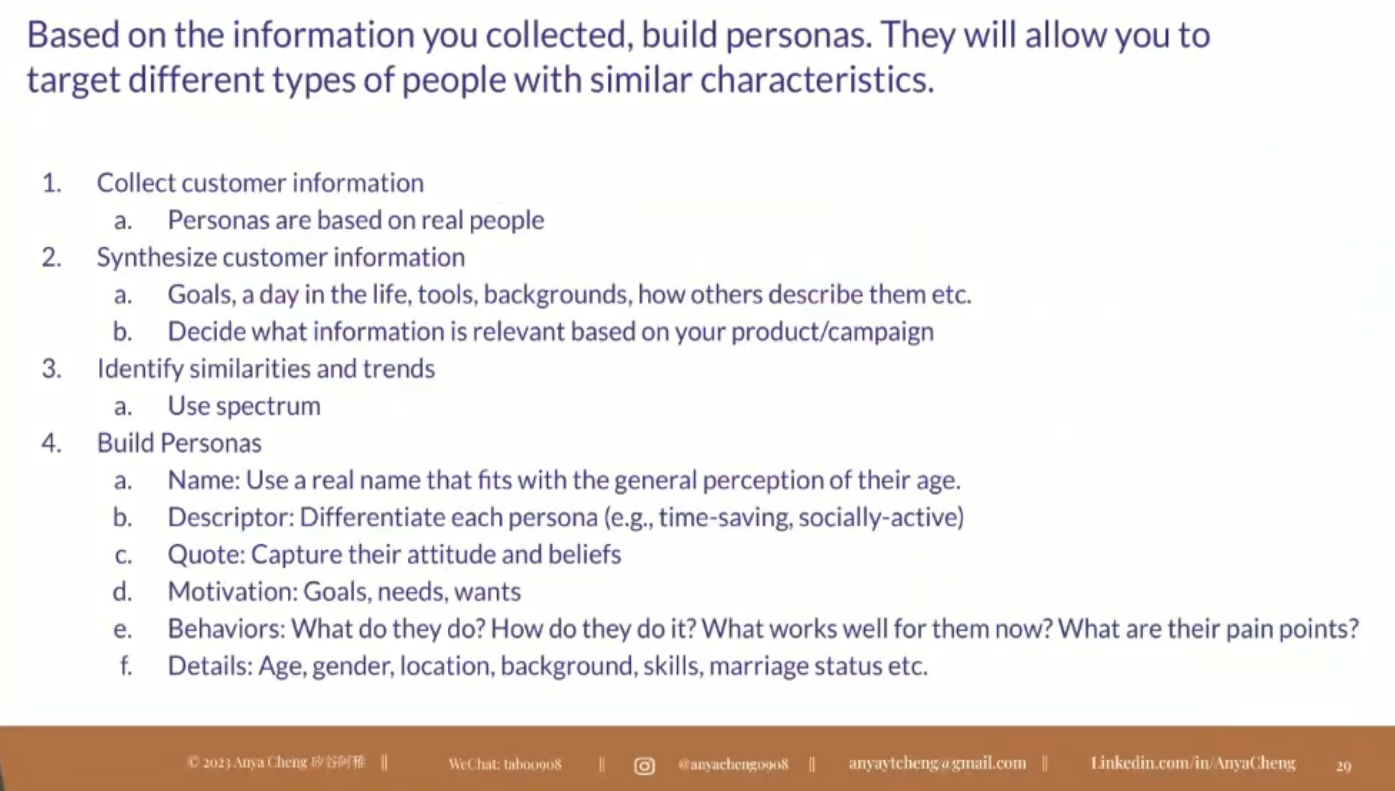 Based on the information you collected, build personas. They will allow you to
target different types of people with similar characteristics.
1. Collect customer information
a. Personas are based on real people
2. Synthesize customer information
a. Goals, a day in the life, tools, backgrounds, how others describe them etc.
b. Decide what information is relevant based on your product/campaign
3. Identify similarities and trends
a. Use spectrum
4. Build Personas
a. Name: Use a real name that fits with the general perception of their age.
b. Descriptor: Differentiate each persona (e.g., time-saving, socially-active)
c. Quote: Capture their attitude and beliefs
d. Motivation: Goals, needs, wants
e. Behaviors: What do they do? How do they do it? What works well for them now? What are their pain points?
f. Details: Age, gender, location, background, skills, marriage status etc.
© 2023 Anya Cheng 矽谷阿雅 || WeChat: tab00908 || @anyacheng0908 || anyaytcheng@gmail.com || Linkedin.com/in/AnyaCheng 29